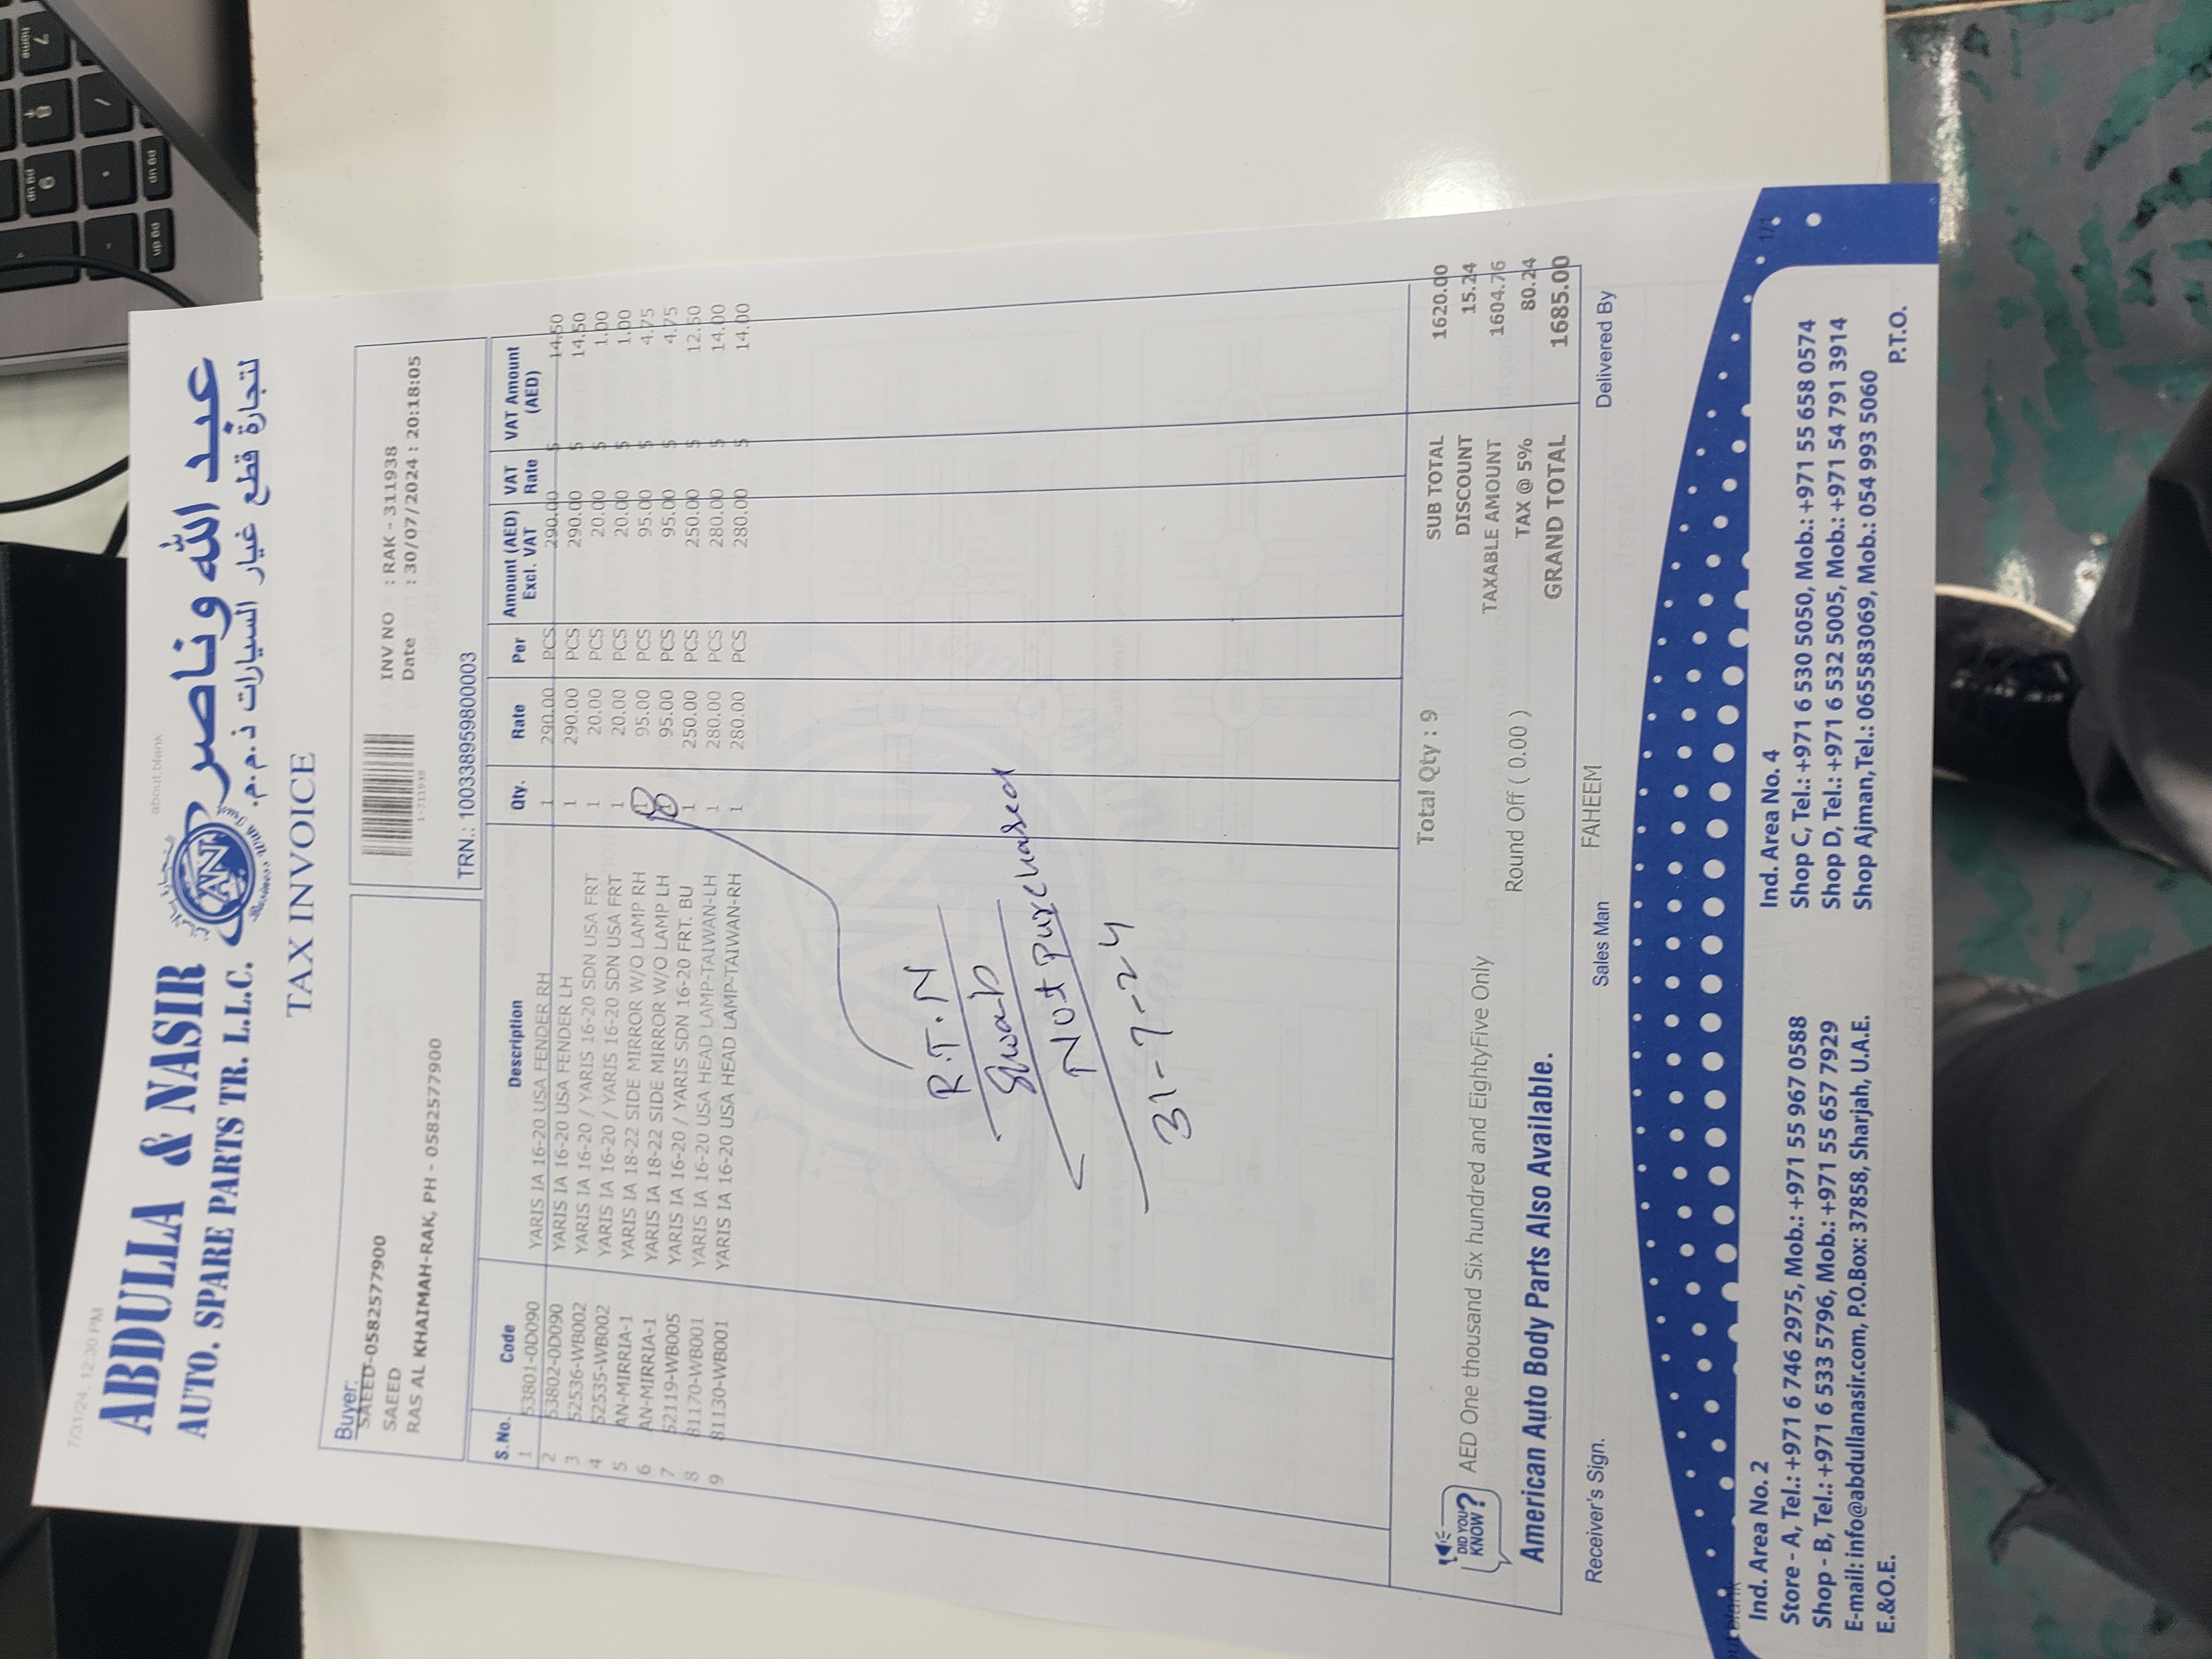 7/31/24, 12:30 PM about:blank
ABDULLA & NASIR
AUTO. SPARE PARTS TR. L.L.C.
AN
Business With Trust
عبد الله وناصر
لتجارة قطع غيار السيارات ذ.م.م.
TAX INVOICE
Buyer:
SAEED-0582577900
SAEED
RAS AL KHAIMAH-RAK, PH - 0582577900
INV NO : RAK - 311938
Date : 30/07/2024 : 20:18:05
1-311938
TRN.: 100338959800003
S.No. Code Description Qty. Rate Per Amount (AED) Excl. VAT VAT Rate VAT Amount (AED)
1 53801-0D090 YARIS IA 16-20 USA FENDER RH 1 290.00 PCS 290.00 5 14.50
2 53802-0D090 YARIS IA 16-20 USA FENDER LH 1 290.00 PCS 290.00 5 14.50
3 52536-WB002 YARIS IA 16-20 / YARIS 16-20 SDN USA FRT 1 20.00 PCS 20.00 5 1.00
4 52535-WB002 YARIS IA 16-20 / YARIS 16-20 SDN USA FRT 1 20.00 PCS 20.00 5 1.00
5 AN-MIRRIA-1 YARIS IA 18-22 SIDE MIRROR W/O LAMP RH 1 95.00 PCS 95.00 5 4.75
6 AN-MIRRIA-1 YARIS IA 18-22 SIDE MIRROR W/O LAMP LH 1 95.00 PCS 95.00 5 4.75
7 52119-WB005 YARIS IA 16-20 / YARIS SDN 16-20 FRT. BU 1 250.00 PCS 250.00 5 12.50
8 81170-WB001 YARIS IA 16-20 USA HEAD LAMP-TAIWAN-LH 1 280.00 PCS 280.00 5 14.00
9 81130-WB001 YARIS IA 16-20 USA HEAD LAMP-TAIWAN-RH 1 280.00 PCS 280.00 5 14.00
R.T.N
Not Purchased
31-7-24
Total Qty : 9 SUB TOTAL 1620.00
DISCOUNT 15.24
DID YOU KNOW? AED One thousand Six hundred and EightyFive Only TAXABLE AMOUNT 1604.76
Round Off ( 0.00 ) TAX @ 5% 80.24
American Auto Body Parts Also Available. GRAND TOTAL 1685.00
Receiver's Sign. Sales Man FAHEEM Delivered By
1/1
Ind. Area No. 2
Store - A, Tel.: +971 6 746 2975, Mob.: +971 55 967 0588
Shop - B, Tel.: +971 6 533 5796, Mob.: +971 55 657 7929
E-mail: info@abdullanasir.com, P.O.Box: 37858, Sharjah, U.A.E.
E.&O.E.
Ind. Area No. 4
Shop C, Tel.: +971 6 530 5050, Mob.: +971 55 658 0574
Shop D, Tel.: +971 6 532 5005, Mob.: +971 54 791 3914
Shop Ajman, Tel.: 065583069, Mob.: 054 993 5060
P.T.O.
7
home
8
9
pg up
/
pg up
pg dn